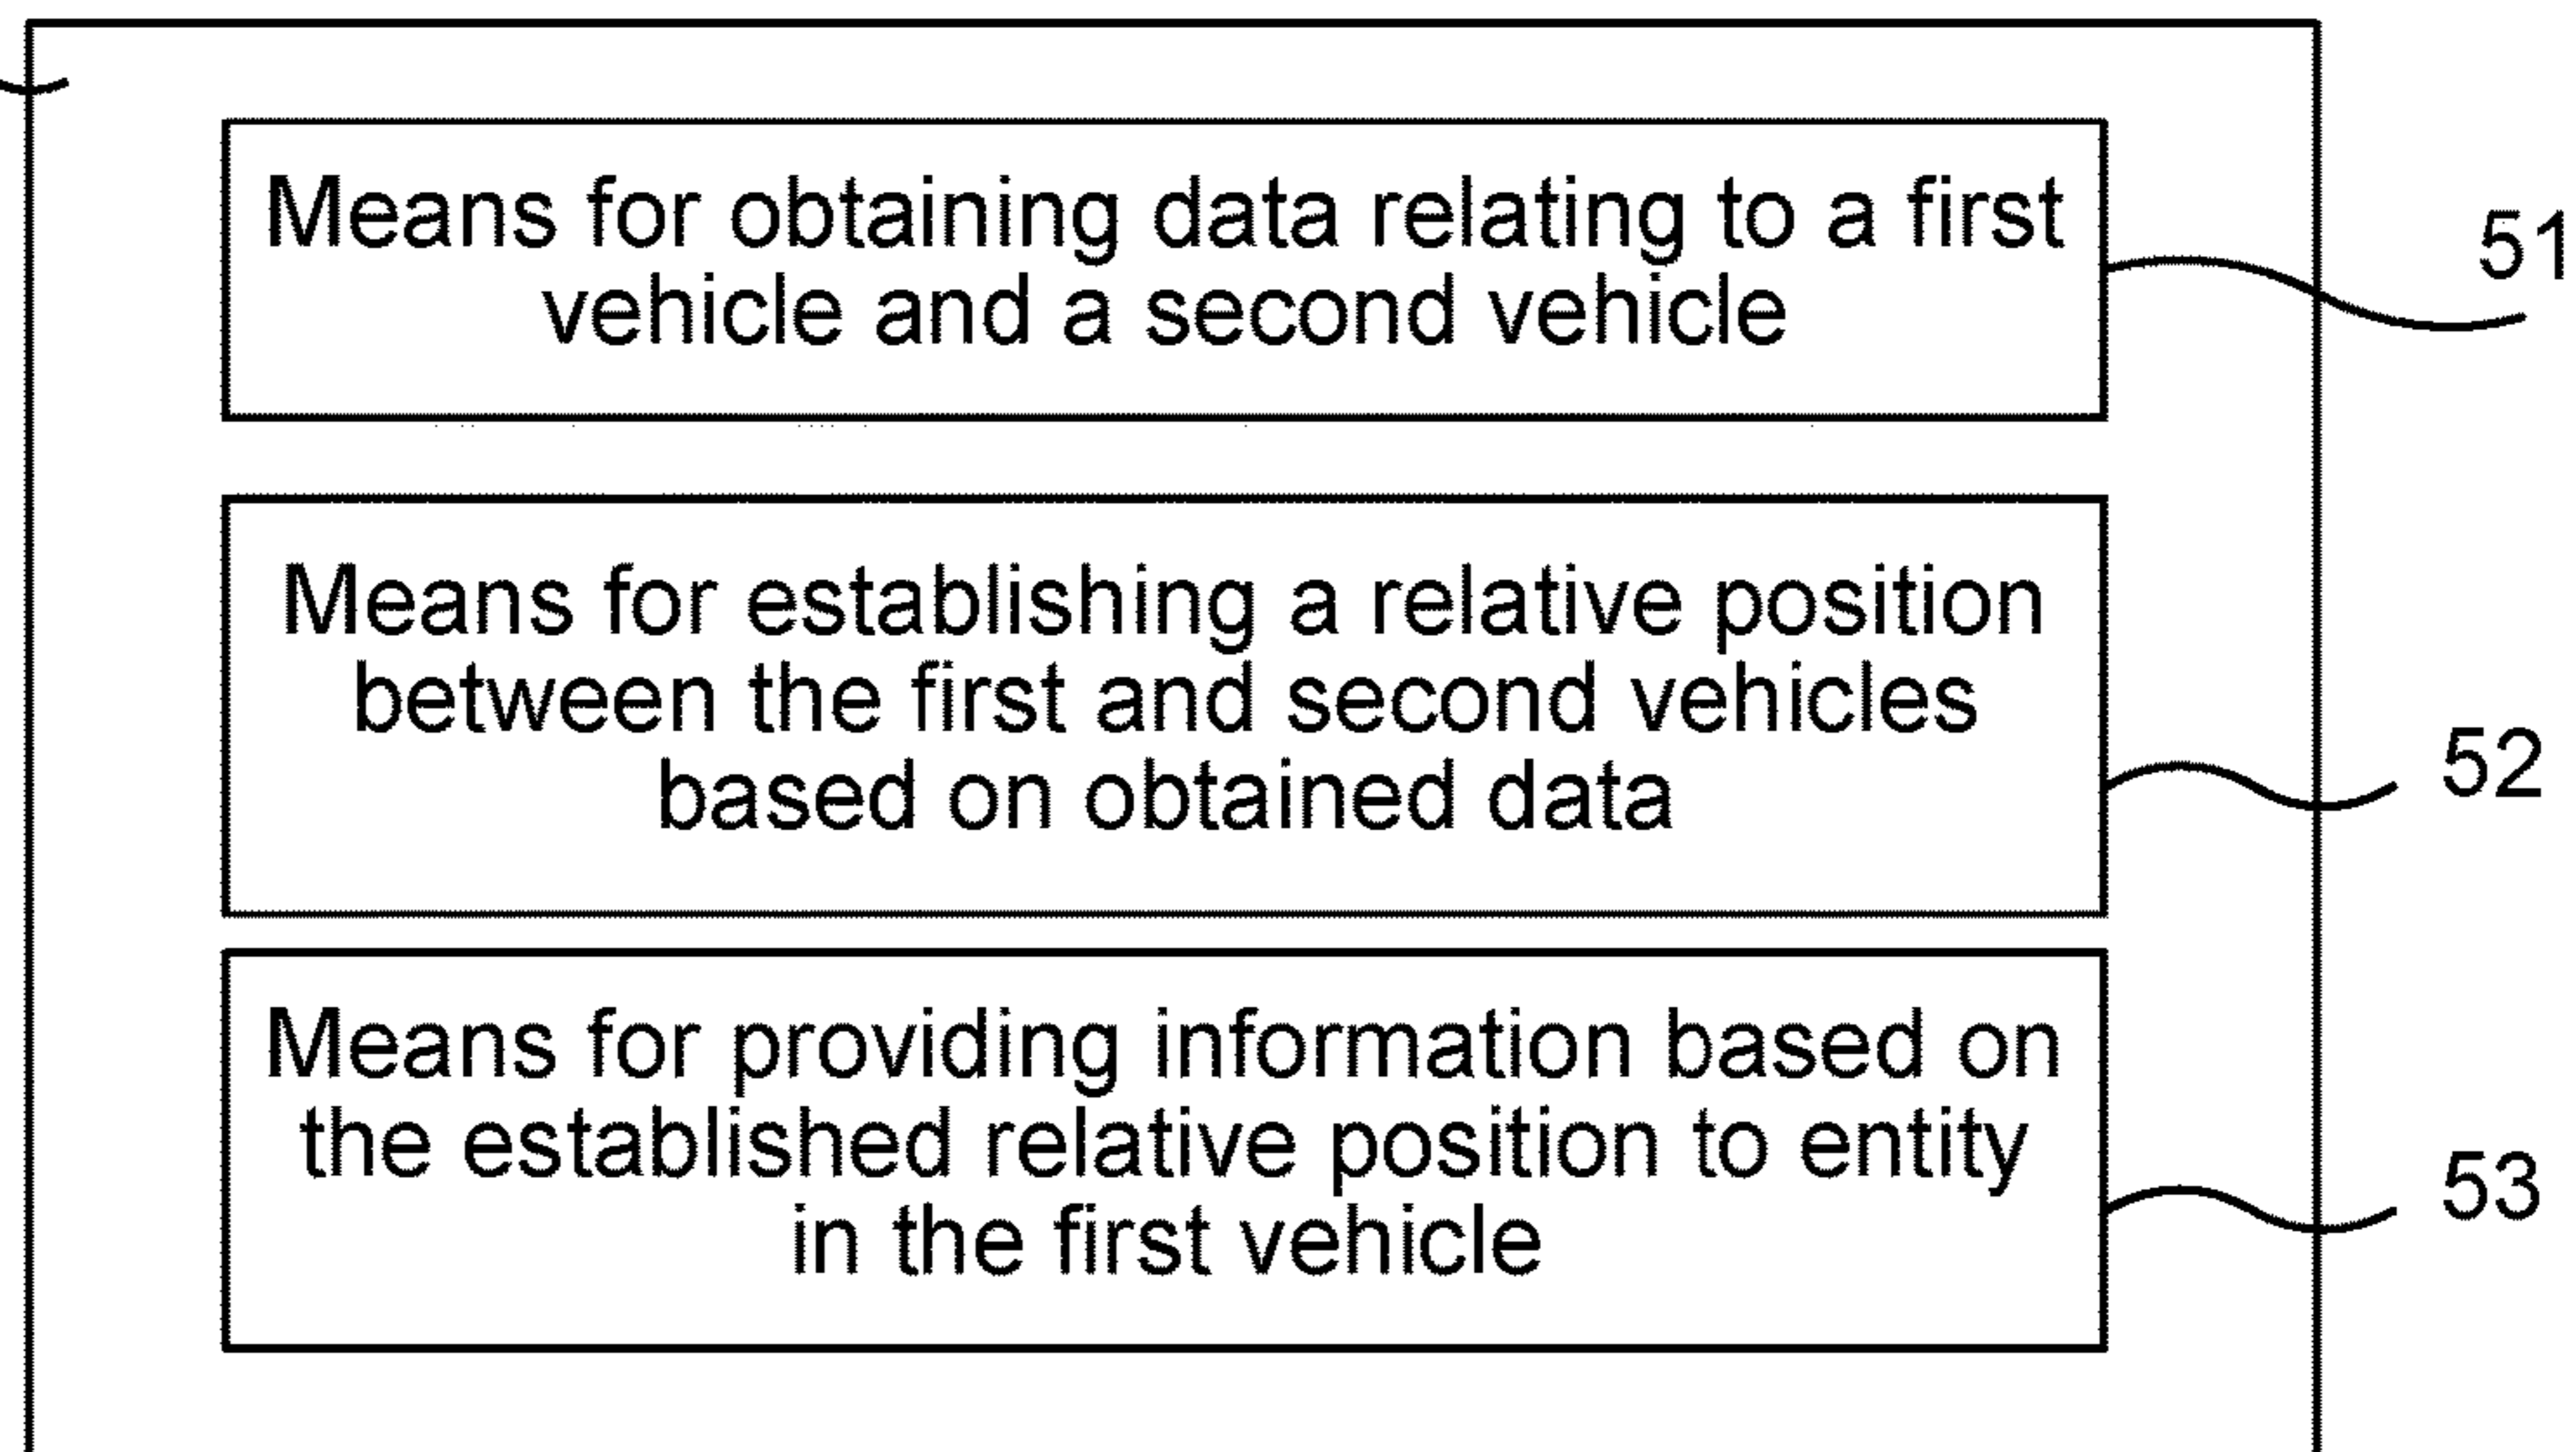 Means for obtaining data relating to a first
vehicle and a second vehicle
51
Means for establishing a relative position
between the first and second vehicles
based on obtained data
52
Means for providing information based on
the established relative position to entity
in the first vehicle
53